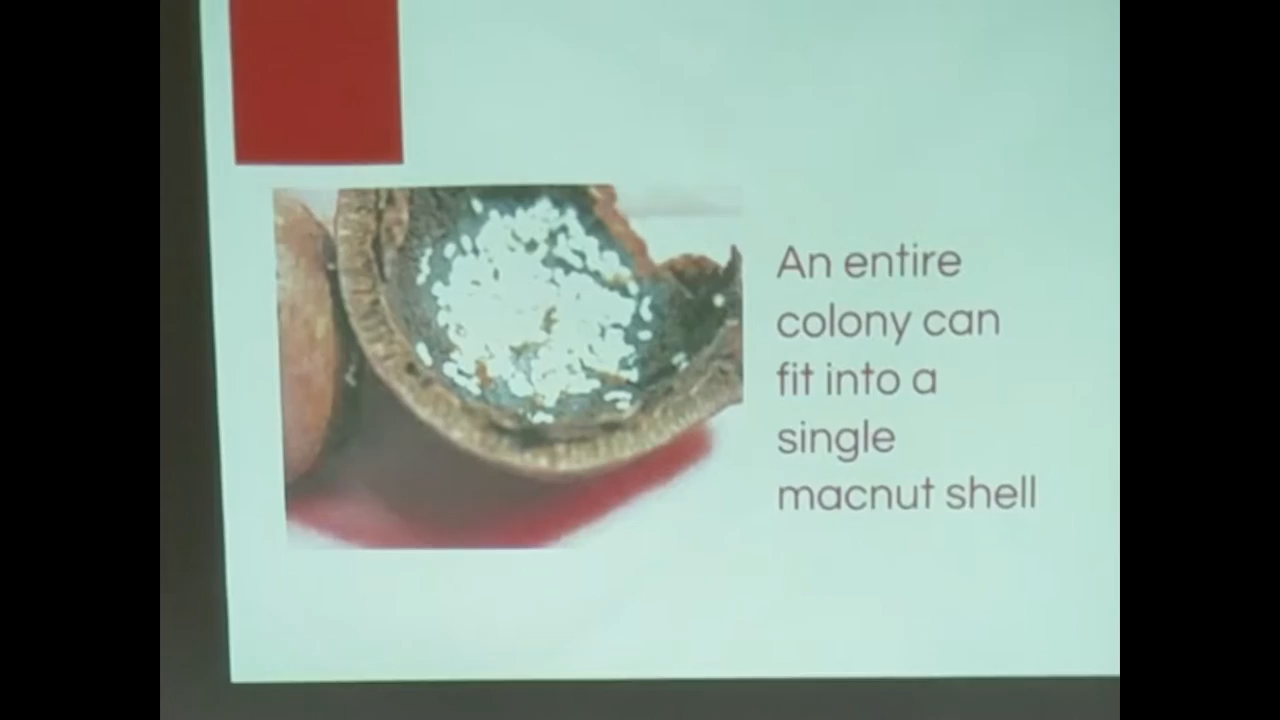 An entire
colony can
fit into a
single
macnut shell